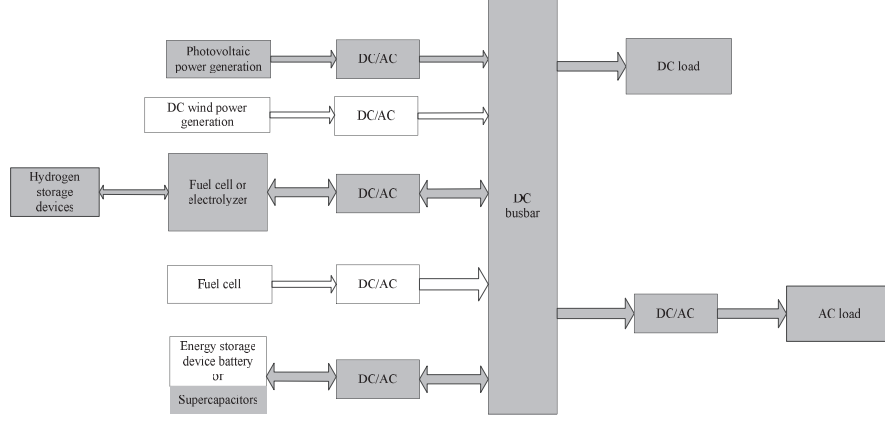 Photovoltaic
power generation
DC/AC
DC load
DC wind power
generation
DC/AC
Hydrogen
storage
devices
Fuel cell or
electrolyzer
DC/AC
DC
busbar
Fuel cell
DC/AC
DC/AC
AC load
Energy storage
device battery
or
Supercapacitors
DC/AC